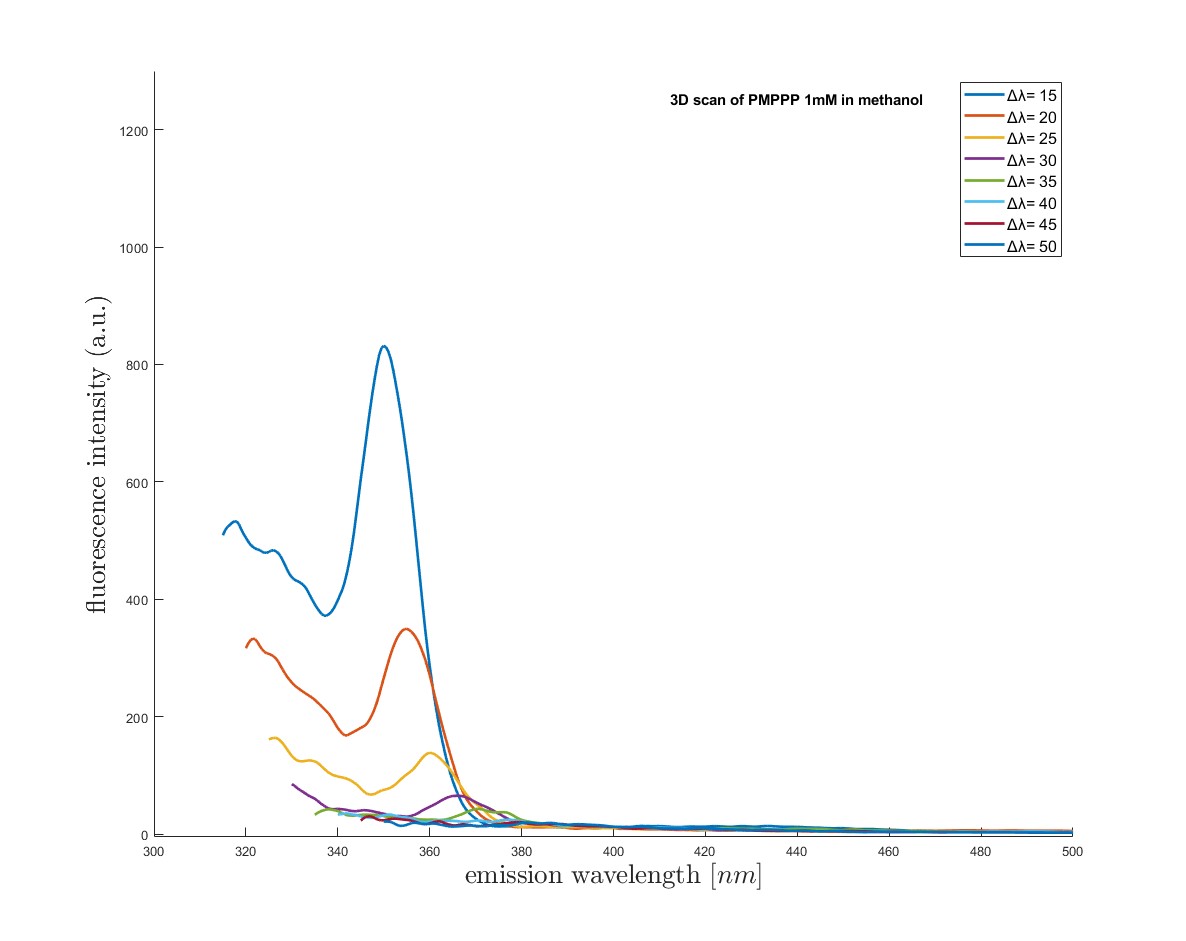 3D scan of PMPPP 1mM in methanol
Δλ= 15
Δλ= 20
Δλ= 25
Δλ= 30
Δλ= 35
Δλ= 40
Δλ= 45
Δλ= 50
fluorescence intensity (a.u.)
1200
1000
800
600
400
200
0
300 320 340 360 380 400 420 440 460 480 500
emission wavelength [nm]